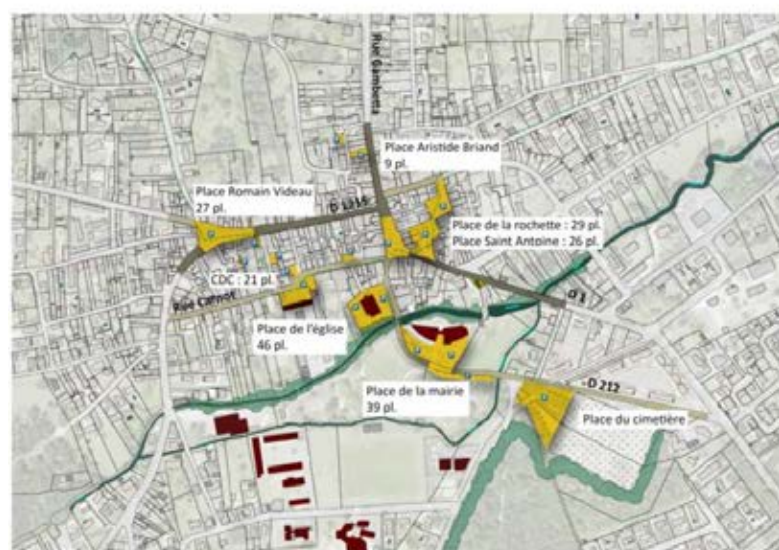 Rue Gambetta
Place Aristide Briand
9 pl.
Place Romain Videau
27 pl.
Place de la rochette : 29 pl.
Place Saint Antoine : 26 pl.
CDC : 21 pl.
Rue Carnot
D 1
Place de l'église
46 pl.
Place de la mairie
39 pl.
D 212
Place du cimetière